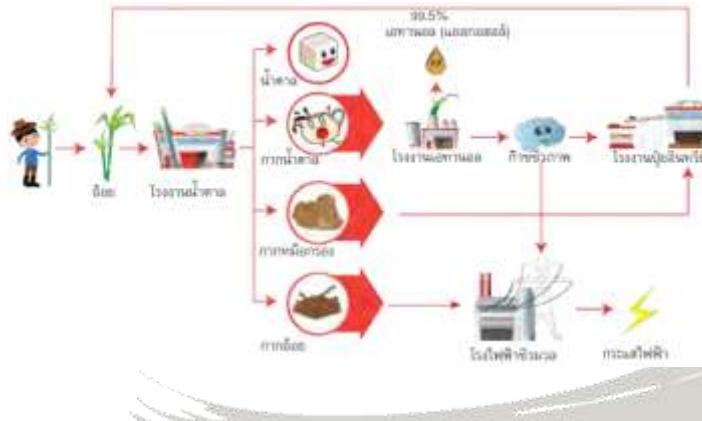 99.5%
เอทานอล (แอลกอฮอล์)
น้ำตาล
อ้อย
โรงงานน้ำตาล
กากน้ำตาล
โรงงานเอทานอล
ก๊าซชีวภาพ
โรงงานปุ๋ยอินทรีย์
กากหม้อกรอง
กากอ้อย
โรงไฟฟ้าชีวมวล
กระแสไฟฟ้า